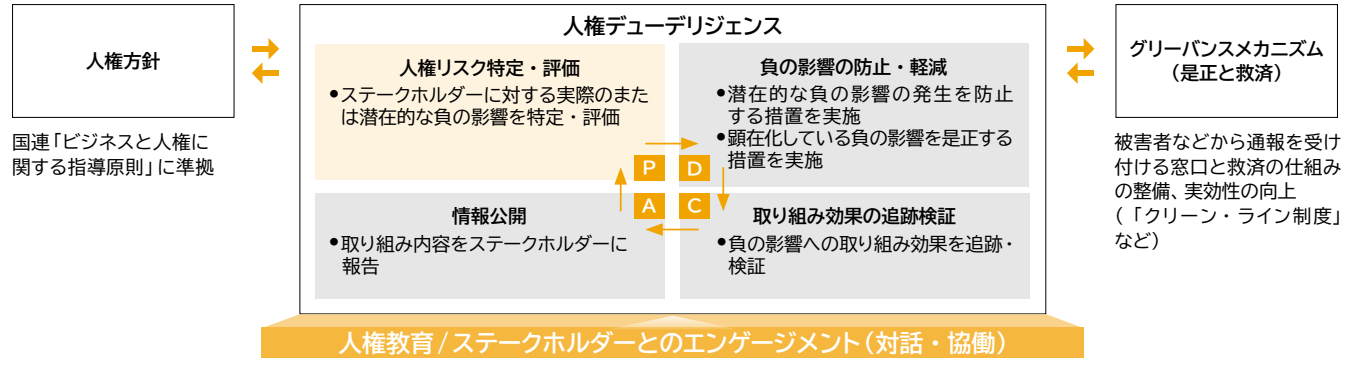 人権方針
国連「ビジネスと人権に
関する指導原則」に準拠
人権デューデリジェンス
人権リスク特定・評価
●ステークホルダーに対する実際のまた
は潜在的な負の影響を特定・評価
負の影響の防止・軽減
●潜在的な負の影響の発生を防止
する措置を実施
●顕在化している負の影響を是正する
措置を実施
P
D
A
C
情報公開
●取り組み内容をステークホルダーに
報告
取り組み効果の追跡検証
●負の影響への取り組み効果を追跡・
検証
人権教育/ステークホルダーとのエンゲージメント(対話・協働)
グリーバンスメカニズム
(是正と救済)
被害者などから通報を受け
付ける窓口と救済の仕組み
の整備、実効性の向上
(「クリーン・ライン制度」
など)